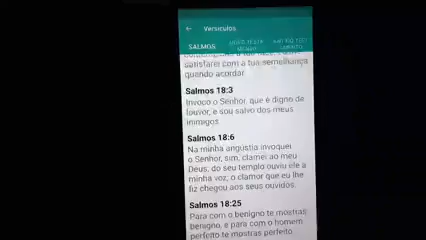 Versículos
SALMOS
satisfarei com a tua semelhança
quando acordar
Salmos 18:3
Invoco o Senhor, que é digno de
louvor, e sou salvo dos meus
inimigos
Salmos 18:6
Na minha angústia invoquei
o Senhor, sim, clamei ao meu
Deus; do seu templo ouviu ele a
minha voz; o clamor que eu lhe
fiz chegou aos seus ouvidos.
Salmos 18:25
Para com o benigno te mostras
benigno, e para com o homem
perfeito te mostras perfeito